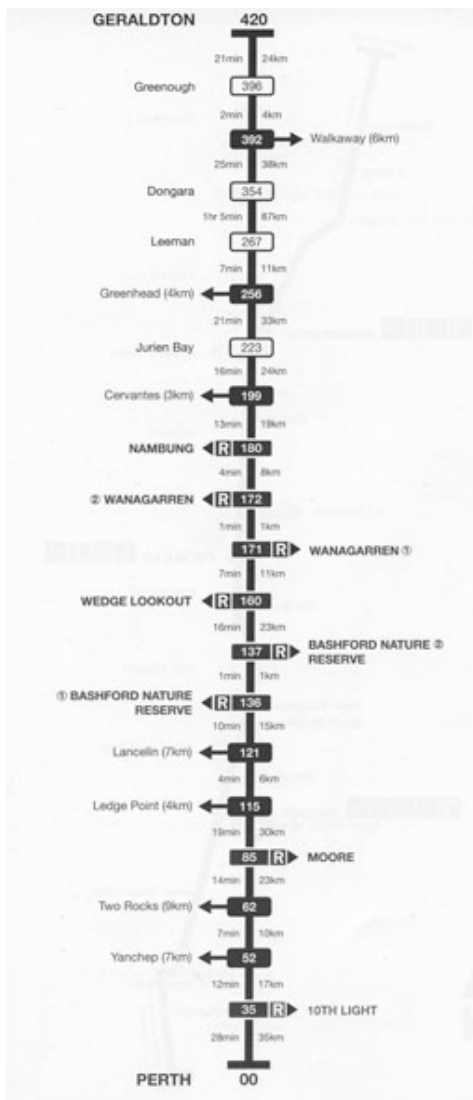 GERALDTON 420
21min 24km
Greenough 396
2min 4km
392 Walkaway (6km)
25min 38km
Dongara 354
1hr 5min 87km
Leeman 267
7min 11km
Greenhead (4km) 256
21min 33km
Jurien Bay 223
16min 24km
Cervantes (3km) 199
13min 19km
NAMBUNG R 180
4min 8km
② WANAGARREN R 172
1min 1km
171 R WANAGARREN ①
7min 11km
WEDGE LOOKOUT R 160
16min 23km
137 R BASHFORD NATURE ②
RESERVE
1min 1km
① BASHFORD NATURE
RESERVE R 136
10min 15km
Lancelin (7km) 121
4min 6km
Ledge Point (4km) 115
19min 30km
85 R MOORE
14min 23km
Two Rocks (9km) 62
7min 10km
Yanchep (7km) 52
12min 17km
35 R 10TH LIGHT
28min 35km
PERTH 00